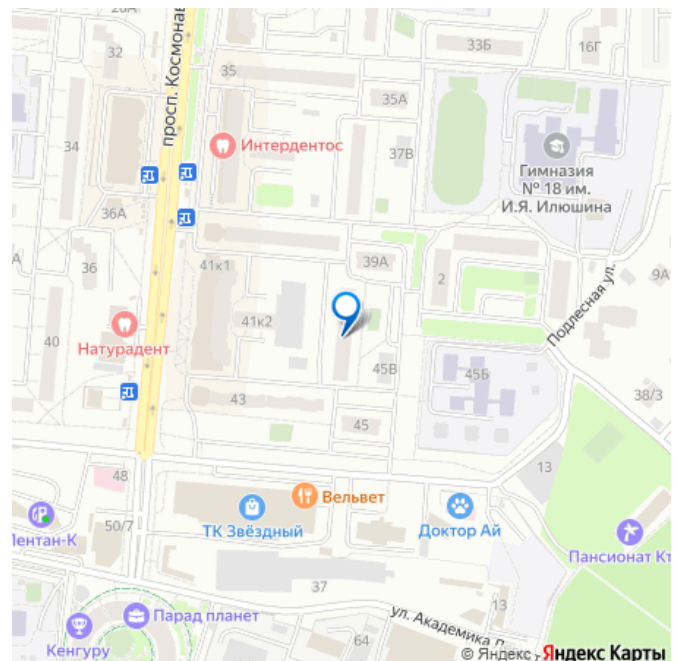 32
просп. Космонав
33Б
16Г
35
35А
34
Интердентос
37В
Гимназия
№ 18 им.
И.Я. Илюшина
36А
А
36
41к1
39А
2
Подлесная ул.
9А
40
Натурадент
41к2
45В
45Б
38/3
43
45
48
13
50/7
Вельвет
ТК Звёздный
Доктор Ай
Лентан-К
Пансионат Кт
37
13
Парад планет
ул. Академика
Кенгуру
64
© Яндекс
Яндекс Карты